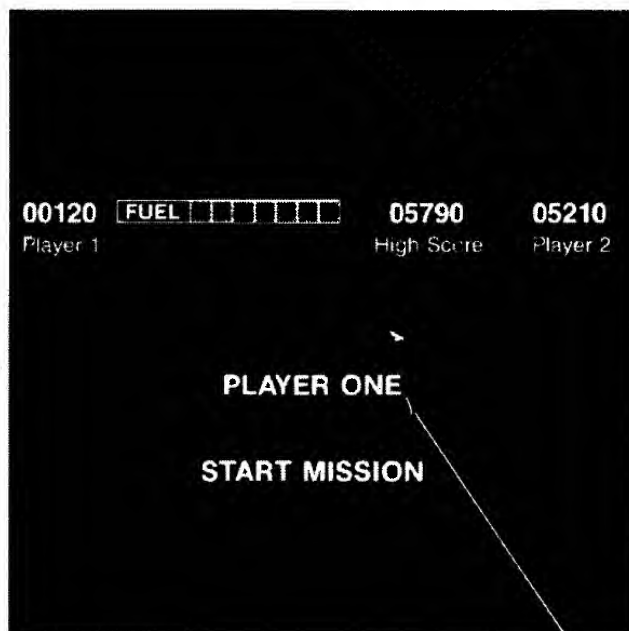 00120 FUEL 05790 05210
Player 1 High Score Player 2
PLAYER ONE
START MISSION